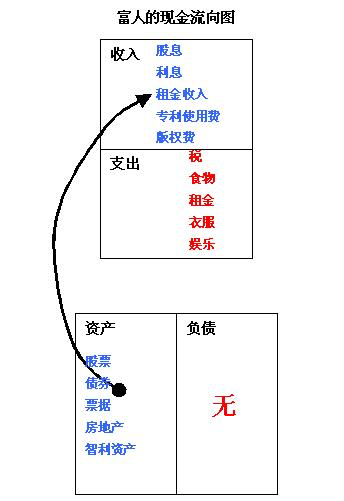 富人的现金流向图
收入
股息
利息
租金收入
专利使用费
版权费
支出
税
食物
租金
衣服
娱乐
资产
股票
债券
票据
房地产
智利资产
负债
无